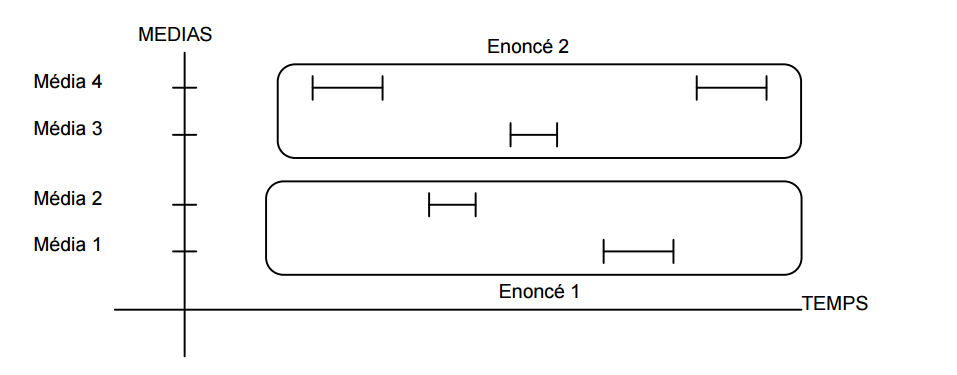 MEDIAS
Enoncé 2
Média 4
Média 3
Média 2
Média 1
Enoncé 1
TEMPS